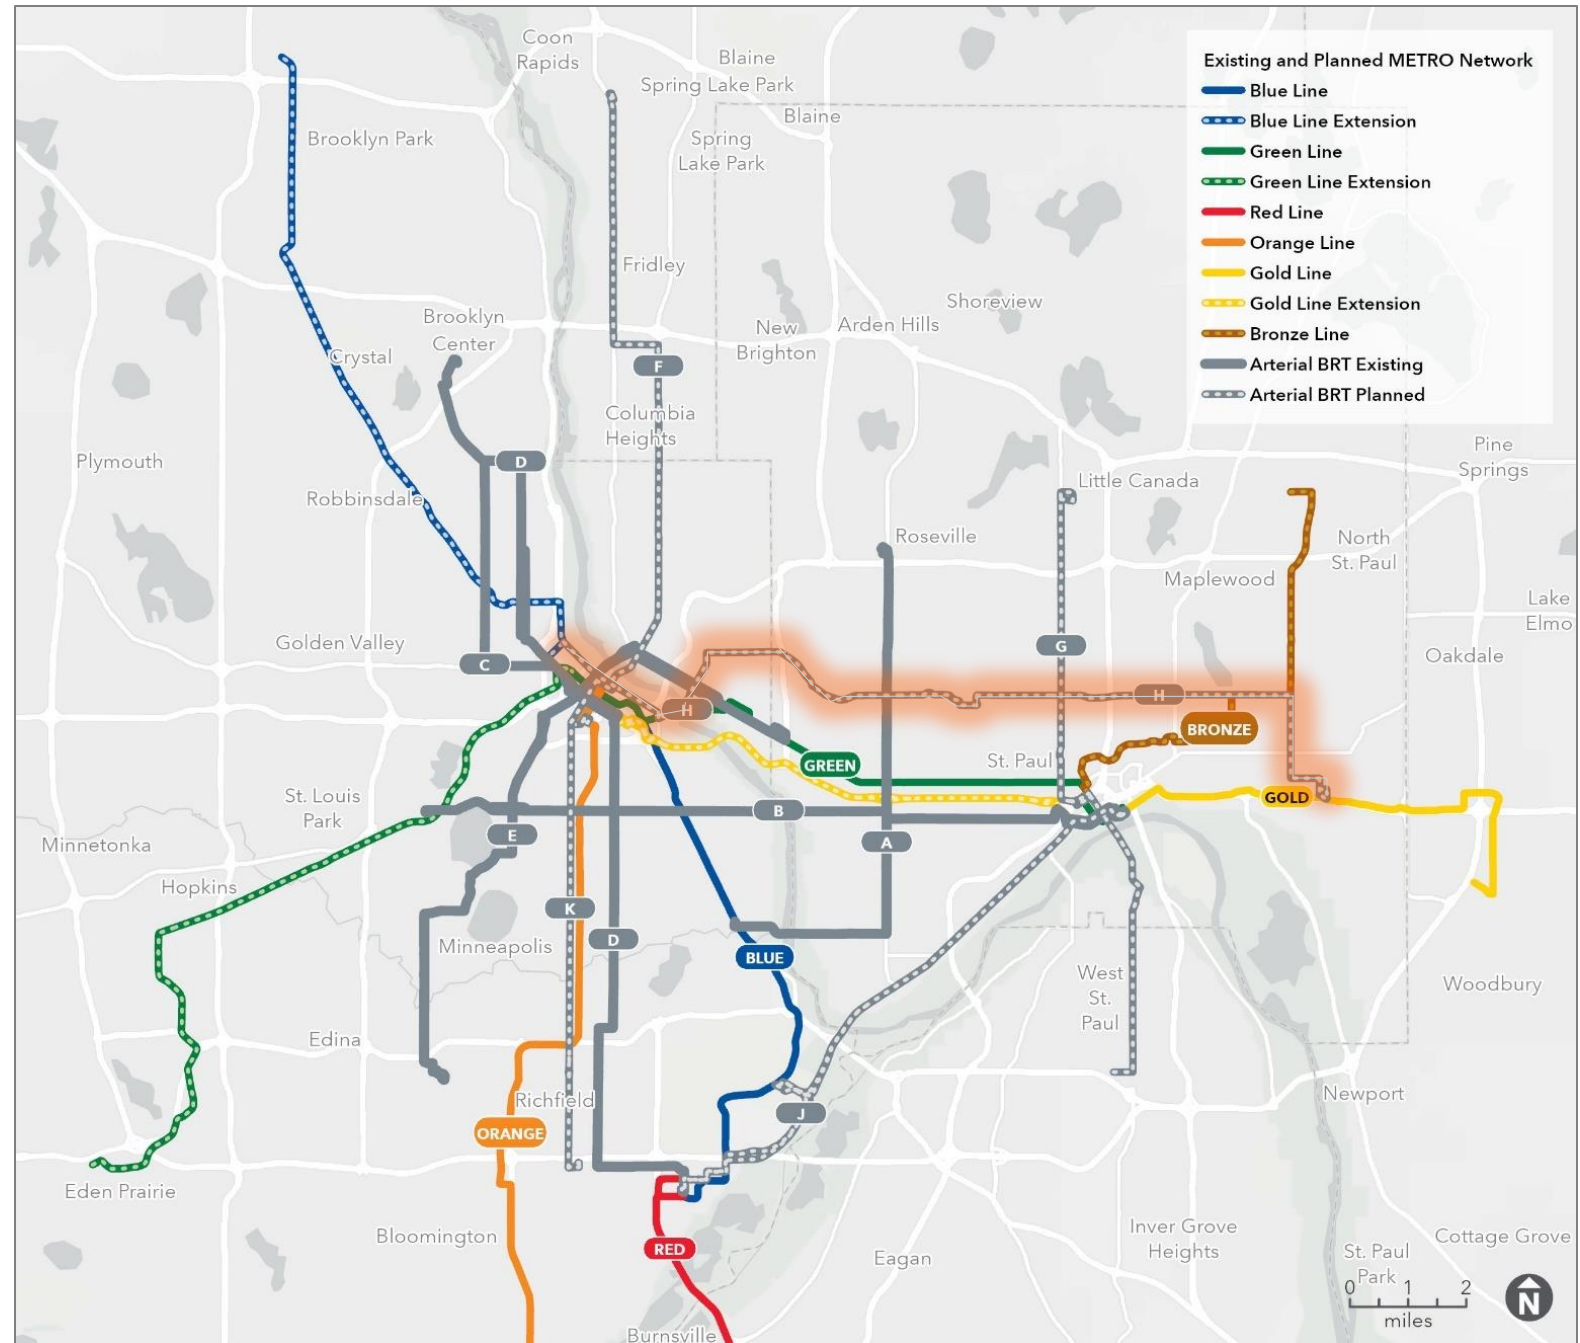 Coon
Rapids
Blaine
Spring Lake Park
Blaine
Spring
Lake Park
Brooklyn Park
Existing and Planned METRO Network
Blue Line
Blue Line Extension
Green Line
Green Line Extension
Red Line
Orange Line
Gold Line
Gold Line Extension
Bronze Line
Arterial BRT Existing
Arterial BRT Planned
Fridley
Shoreview
Brooklyn
Center
New
Brighton
Arden Hills
Crystal
F
Columbia
Heights
Plymouth
D
Pine
Springs
Robbinsdale
Little Canada
Roseville
North
St. Paul
Maplewood
Lake
Elmo
Golden Valley
G
Oakdale
C
H
H
BRONZE
GREEN
St. Paul
GOLD
St. Louis
Park
B
E
A
Minnetonka
Hopkins
K
D
Minneapolis
BLUE
West
St.
Paul
Woodbury
Edina
Richfield
J
Newport
ORANGE
Eden Prairie
Bloomington
RED
Eagan
Inver Grove
Heights
St. Paul
Park
Cottage Grove
0 1 2
miles
N
Burnsville